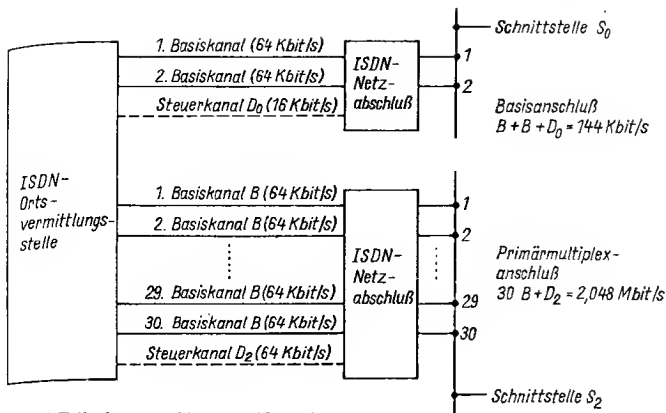 ISDN-
Orts-
vermittlungs-
stelle
1. Basiskanal (64 Kbit/s)
2. Basiskanal (64 Kbit/s)
Steuerkanal D₀ (16 Kbit/s)
ISDN-
Netz-
abschluß
Schnittstelle S₀
1
2
Basisanschluß
B + B + D₀ = 144 Kbit/s
1. Basiskanal B (64 Kbit/s)
2. Basiskanal B (64 Kbit/s)
29. Basiskanal B (64 Kbit/s)
30. Basiskanal B (64 Kbit/s)
Steuerkanal D₂ (64 Kbit/s)
ISDN-
Netz-
abschluß
1
2
29
30
Primärmultiplex-
anschluß
30 B + D₂ = 2,048 Mbit/s
Schnittstelle S₂